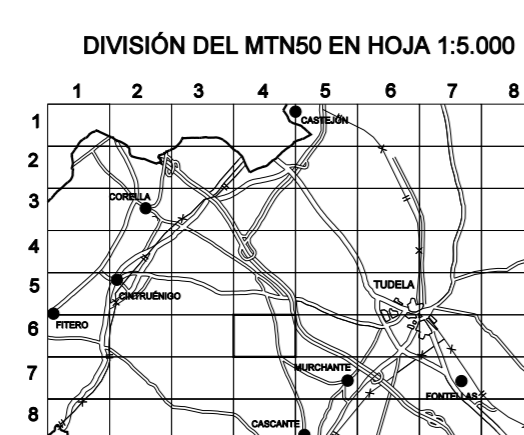 DIVISIÓN DEL MTN50 EN HOJA 1:5.000
1 2 3 4 5 6 7 8
1
CASTEJÓN
2
3
CORELLA
4
5
TUDELA
CINTRUÉNIGO
6
FITERO
7
MURCHANTE
FONTELLAS
8
CASCANTE